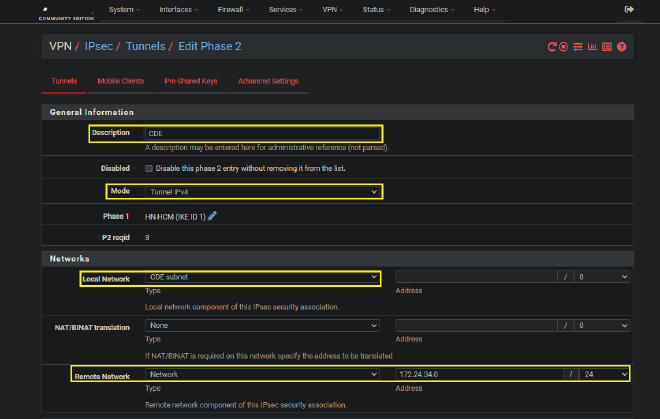 COMMUNITY EDITION
System Interfaces Firewall Services VPN Status Diagnostics Help
VPN / IPsec / Tunnels / Edit Phase 2
Tunnels Mobile Clients Pre-Shared Keys Advanced Settings
General Information
Description CDE
A description may be entered here for administrative reference (not parsed).
Disabled Disable this phase 2 entry without removing it from the list.
Mode Tunnel IPv4
Phase 1 HN-HCM (IKE ID 1)
P2 reqid 3
Networks
Local Network CDE subnet / 0
Type Address
Local network component of this IPsec security association.
NAT/BINAT translation None / 0
Type Address
If NAT/BINAT is required on this network specify the address to be translated
Remote Network Network 172.24.34.0 / 24
Type Address
Remote network component of this IPsec security association.